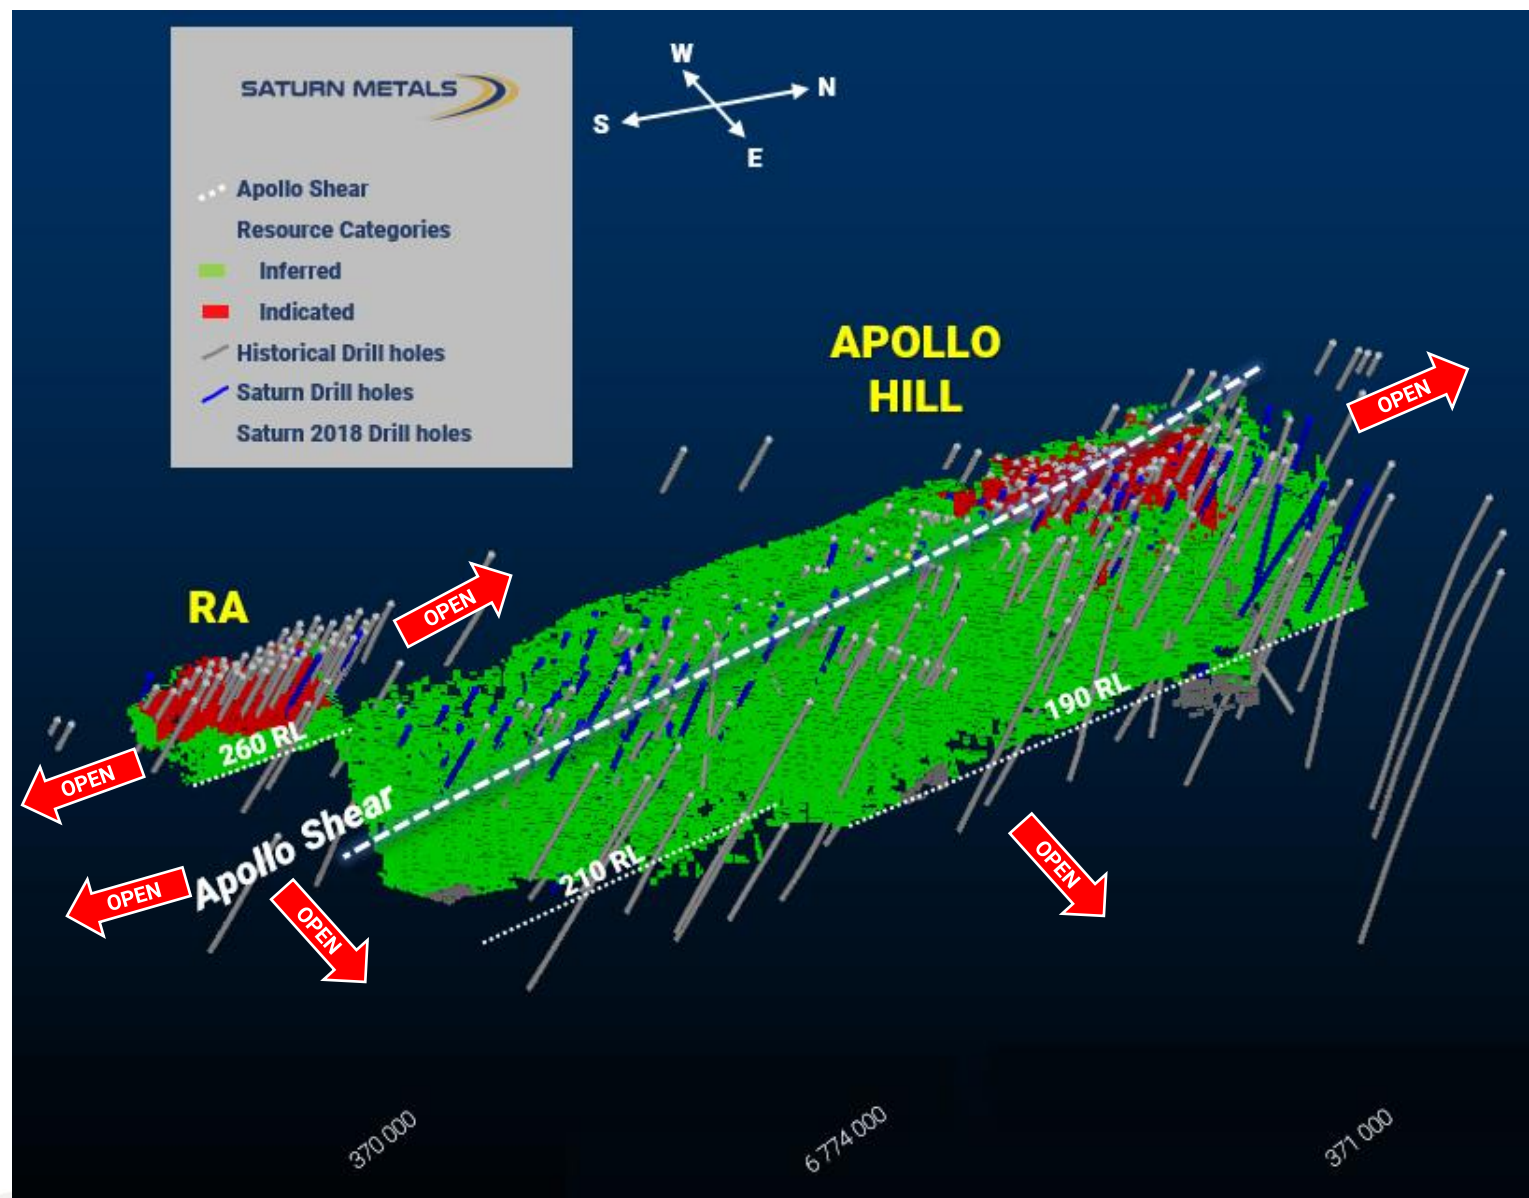 SATURN METALS
Apollo Shear
Resource Categories
Inferred
Indicated
Historical Drill holes
Saturn Drill holes
Saturn 2018 Drill holes
W
N
S
E
APOLLO
HILL
OPEN
RA
OPEN
260 RL
190 RL
OPEN
Apollo Shear
210 RL
OPEN
OPEN
OPEN
370 000
6 774 000
371 000